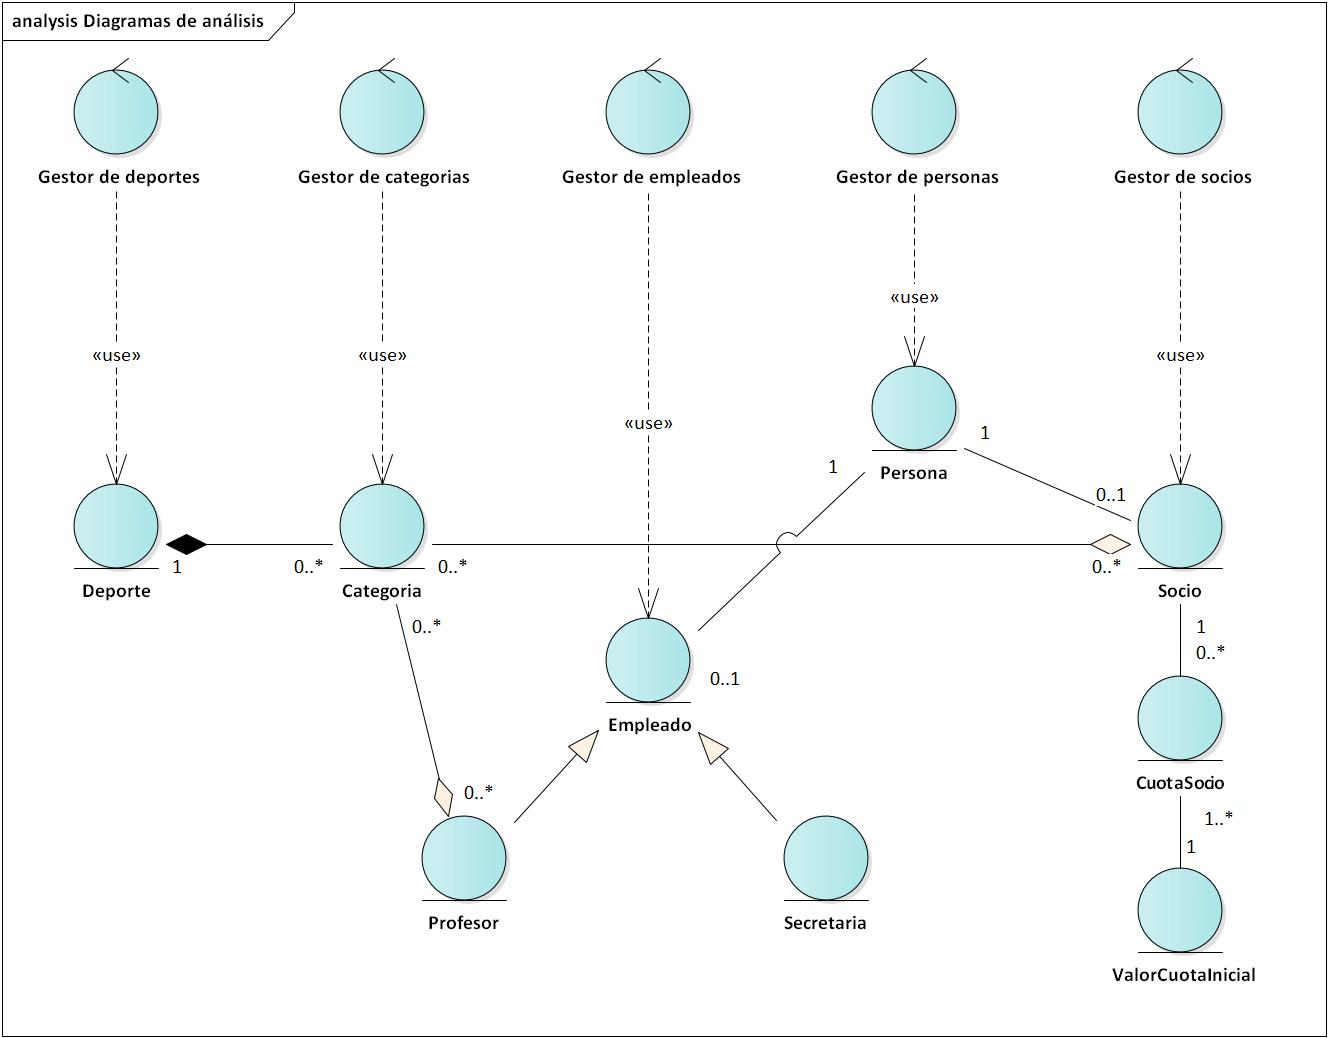 analysis Diagramas de análisis
Gestor de deportes
Gestor de categorias
Gestor de empleados
Gestor de personas
Gestor de socios
«use»
«use»
«use»
«use»
«use»
1
Persona
1
0..1
1
0..*
0..*
0..*
Deporte
Categoria
Socio
0..*
1
0..*
0..1
Empleado
CuotaSocio
0..*
1..*
1
Profesor
Secretaria
ValorCuotaInicial